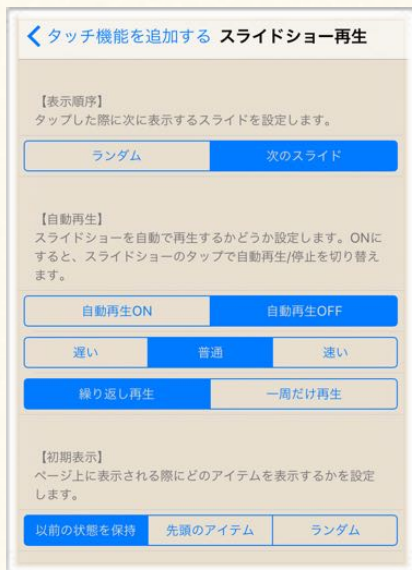 タッチ機能を追加する スライドショー再生
【表示順序】
タップした際に次に表示するスライドを設定します。
ランダム 次のスライド
【自動再生】
スライドショーを自動で再生するかどうか設定します。ONに
すると、スライドショーのタップで自動再生/停止を切り替え
ます。
自動再生ON 自動再生OFF
遅い 普通 速い
繰り返し再生 一周だけ再生
【初期表示】
ページ上に表示される際にどのアイテムを表示するかを設定
します。
以前の状態を保持 先頭のアイテム ランダム